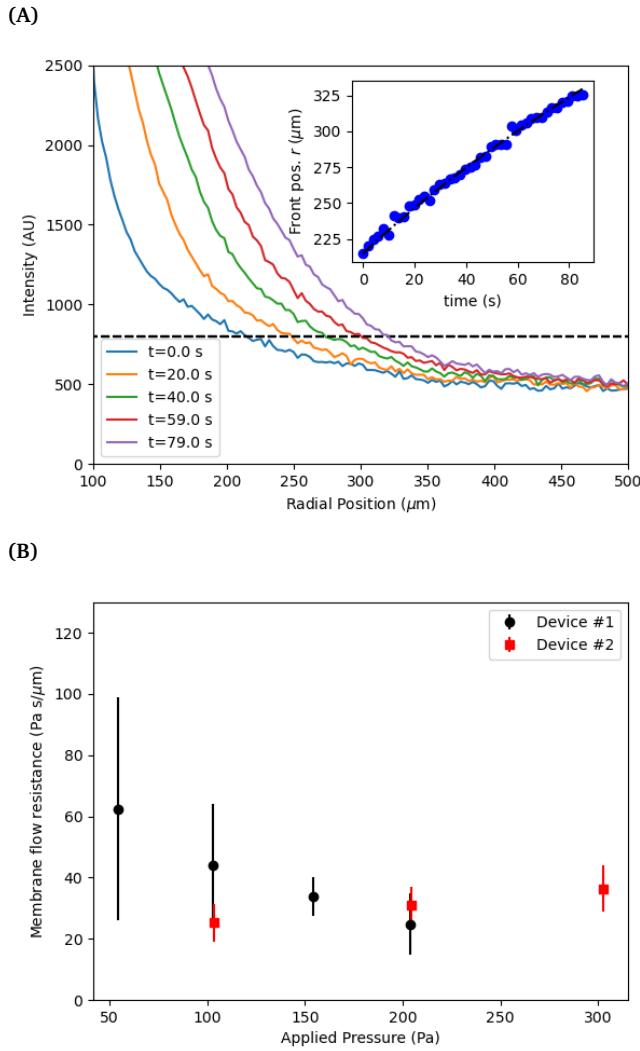 (A)
2500
2000
1500
1000
500
0
Intensity (AU)
100 150 200 250 300 350 400 450 500
Radial Position (μm)
t=0.0 s
t=20.0 s
t=40.0 s
t=59.0 s
t=79.0 s
325
300
275
250
225
Front pos. r (μm)
0 20 40 60 80
time (s)
(B)
120
100
80
60
40
20
0
Membrane flow resistance (Pa s/μm)
50 100 150 200 250 300
Applied Pressure (Pa)
Device #1
Device #2